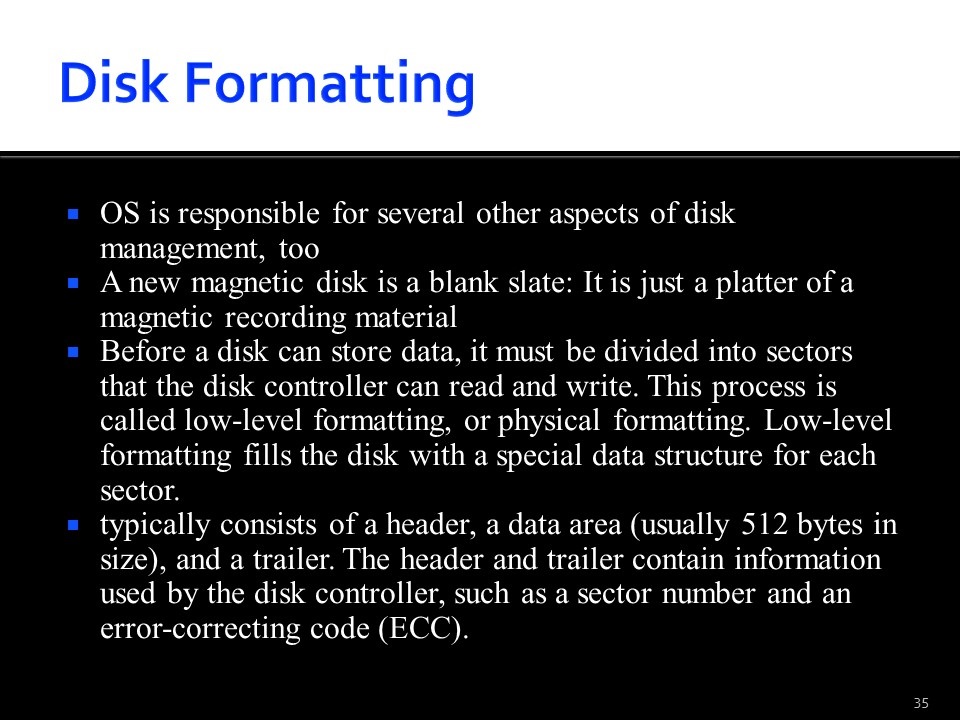 Disk Formatting
OS is responsible for several other aspects of disk
management, too
A new magnetic disk is a blank slate: It is just a platter of a
magnetic recording material
Before a disk can store data, it must be divided into sectors
that the disk controller can read and write. This process is
called low-level formatting, or physical formatting. Low-level
formatting fills the disk with a special data structure for each
sector.
typically consists of a header, a data area (usually 512 bytes in
size), and a trailer. The header and trailer contain information
used by the disk controller, such as a sector number and an
error-correcting code (ECC).
35